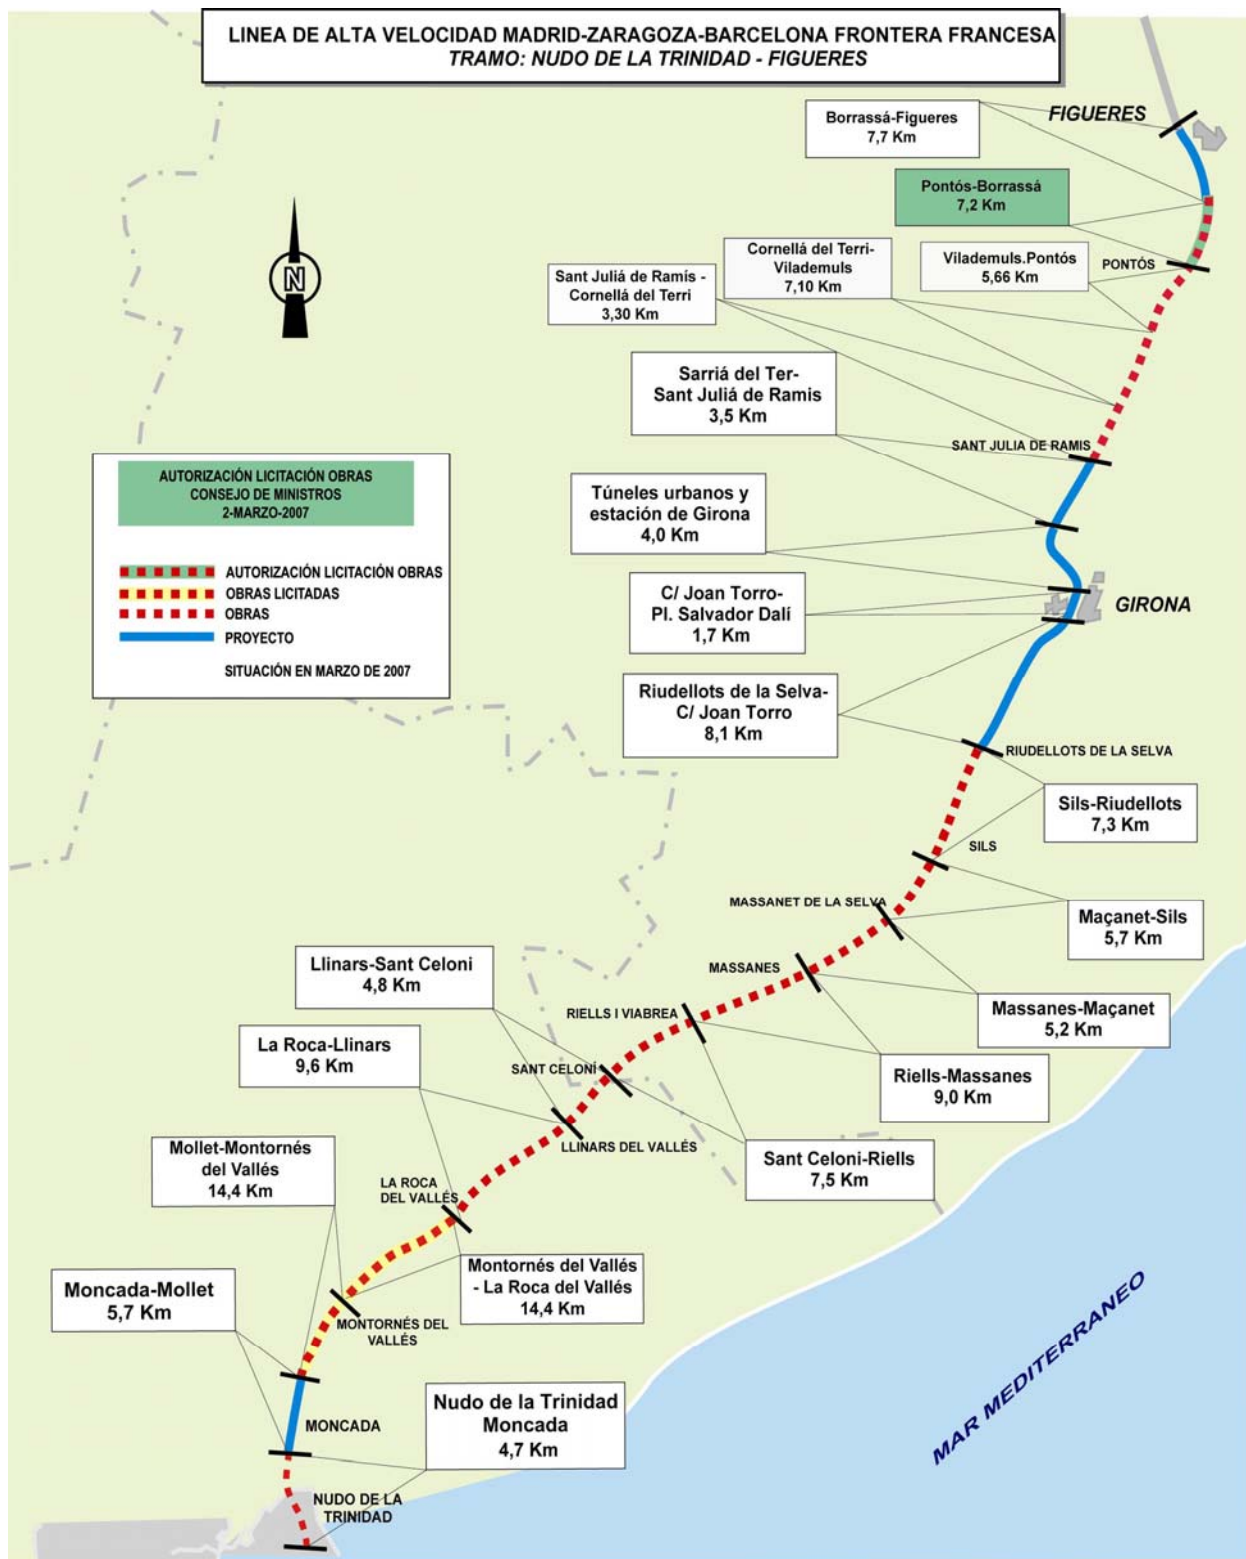 LINEA DE ALTA VELOCIDAD MADRID-ZARAGOZA-BARCELONA FRONTERA FRANCESA
TRAMO: NUDO DE LA TRINIDAD - FIGUERES
FIGUERES
Borrassá-Figueres
7,7 Km
Pontós-Borrassá
7,2 Km
Cornellá del Terri-
Vilademuls
7,10 Km
Vilademuls.Pontós
5,66 Km
PONTÓS
Sant Juliá de Ramís -
Cornellá del Terri
3,30 Km
N
Sarriá del Ter-
Sant Juliá de Ramis
3,5 Km
SANT JULIA DE RAMIS
AUTORIZACIÓN LICITACIÓN OBRAS
CONSEJO DE MINISTROS
2-MARZO-2007
AUTORIZACIÓN LICITACIÓN OBRAS
OBRAS LICITADAS
OBRAS
PROYECTO
SITUACIÓN EN MARZO DE 2007
Túneles urbanos y
estación de Girona
4,0 Km
C/ Joan Torro-
Pl. Salvador Dalí
1,7 Km
GIRONA
Riudellots de la Selva-
C/ Joan Torro
8,1 Km
RIUDELLOTS DE LA SELVA
Sils-Riudellots
7,3 Km
SILS
MASSANET DE LA SELVA
Maçanet-Sils
5,7 Km
Llinars-Sant Celoni
4,8 Km
MASSANES
Massanes-Maçanet
5,2 Km
RIELLS I VIABREA
La Roca-Llinars
9,6 Km
SANT CELONÍ
Riells-Massanes
9,0 Km
Mollet-Montornés
del Vallés
14,4 Km
LLINARS DEL VALLÉS
Sant Celoni-Riells
7,5 Km
LA ROCA
DEL VALLÉS
Montornés del Vallés
- La Roca del Vallés
14,4 Km
Moncada-Mollet
5,7 Km
MONTORNÉS DEL
VALLÉS
MAR MEDITERRANEO
Nudo de la Trinidad
Moncada
4,7 Km
MONCADA
NUDO DE LA
TRINIDAD